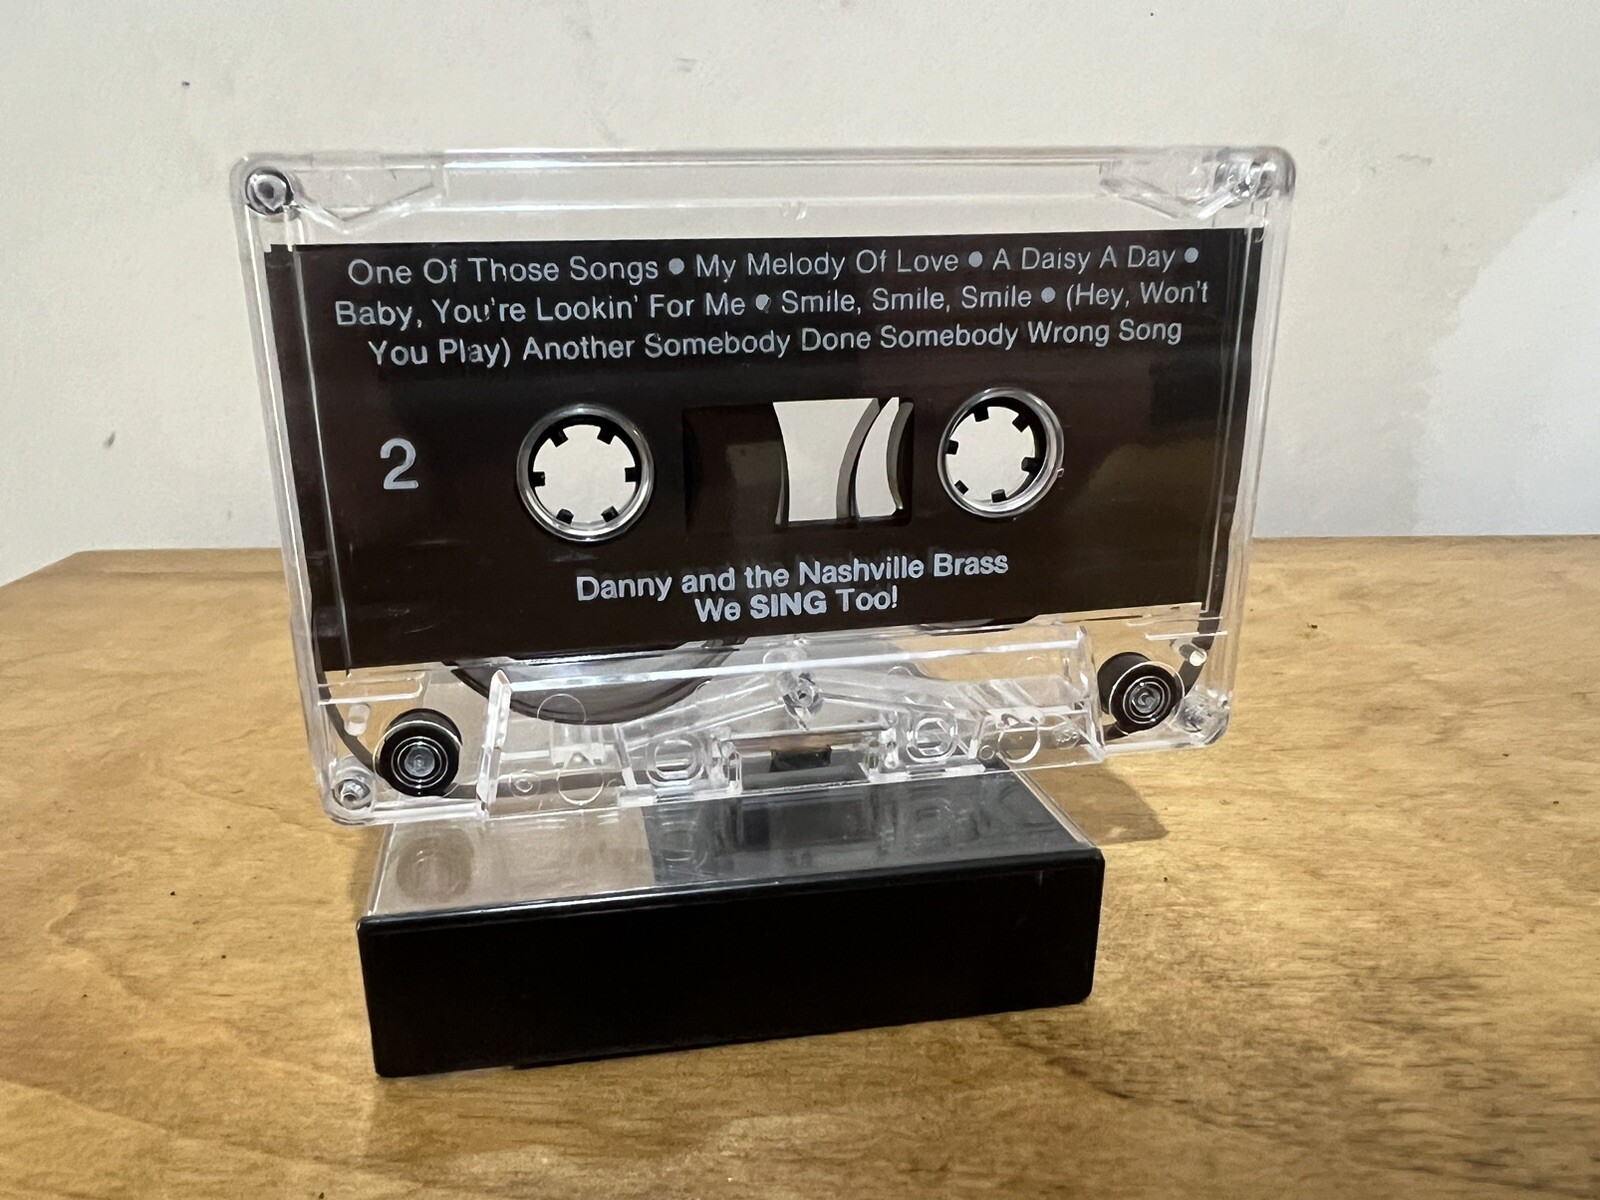 One Of Those Songs • My Melody Of Love • A Daisy A Day •
Baby, You're Lookin' For Me • Smile, Smile, Smile • (Hey, Won't
You Play) Another Somebody Done Somebody Wrong Song
2
Danny and the Nashville Brass
We SING Too!